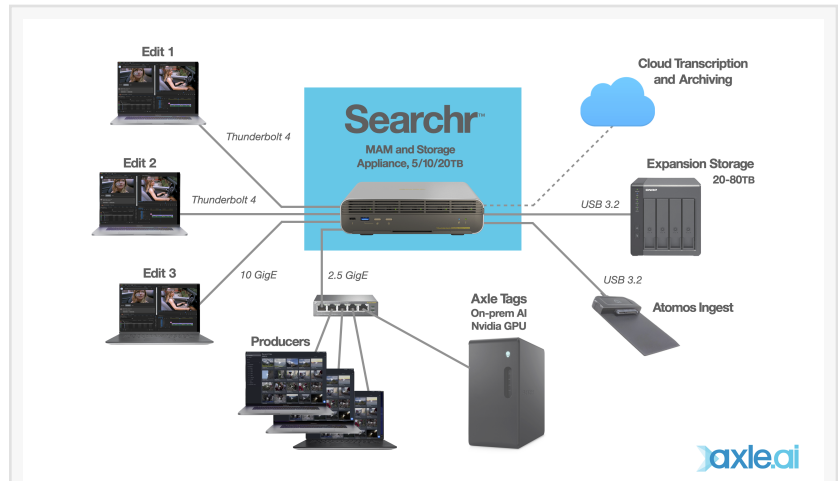 Edit 1
Thunderbolt 4
Edit 2
Thunderbolt 4
Edit 3
10 GigE
Searchr™
MAM and Storage
Appliance, 5/10/20TB
2.5 GigE
Producers
Axle Tags
On-prem AI
Nvidia GPU
Cloud Transcription
and Archiving
Expansion Storage
20-80TB
USB 3.2
USB 3.2
Atomos Ingest
axle.ai